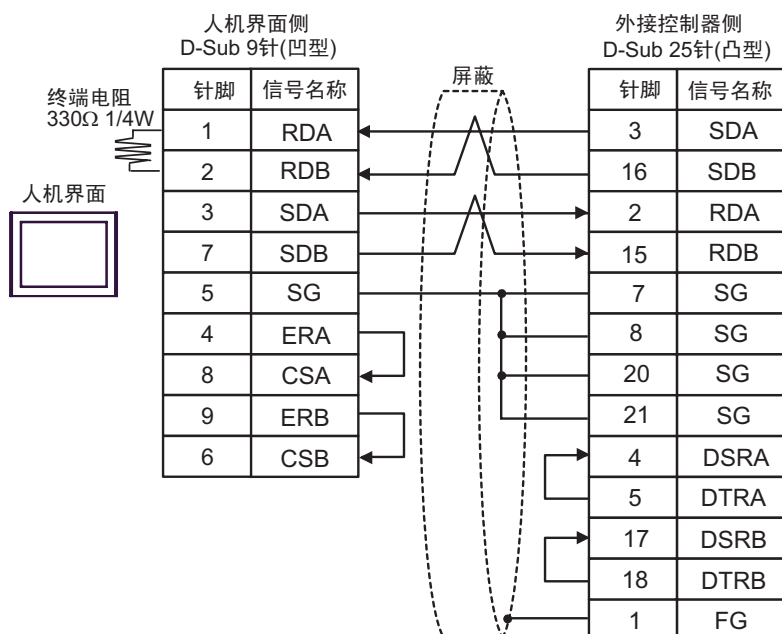 人机界面侧
D-Sub 9针(凹型)
外接控制器侧
D-Sub 25针(凸型)
屏蔽
终端电阻
330Ω 1/4W
人机界面
针脚 信号名称
1 RDA
2 RDB
3 SDA
7 SDB
5 SG
4 ERA
8 CSA
9 ERB
6 CSB
针脚 信号名称
3 SDA
16 SDB
2 RDA
15 RDB
7 SG
8 SG
20 SG
21 SG
4 DSRA
5 DTRA
17 DSRB
18 DTRB
1 FG